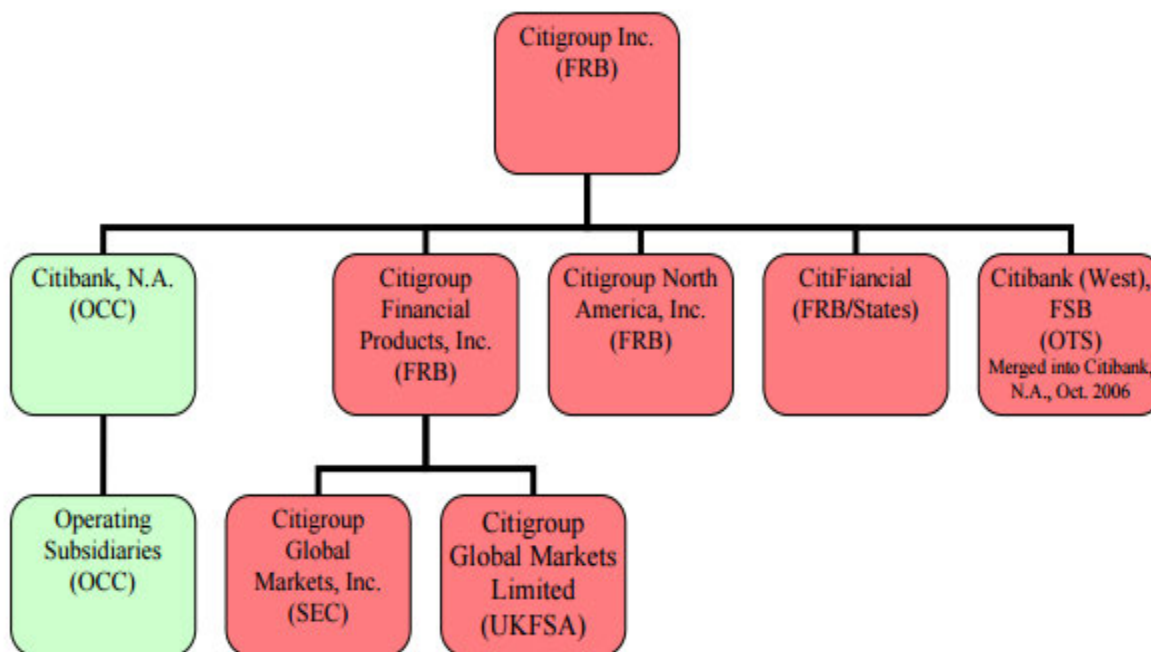 Citigroup Inc.
(FRB)
Citibank, N.A.
(OCC)
Citigroup
Financial
Products, Inc.
(FRB)
Citigroup North
America, Inc.
(FRB)
CitiFiancial
(FRB/States)
Citibank (West),
FSB
(OTS)
Merged into Citibank,
N.A., Oct. 2006
Operating
Subsidiaries
(OCC)
Citigroup
Global
Markets, Inc.
(SEC)
Citigroup
Global Markets
Limited
(UKFSA)